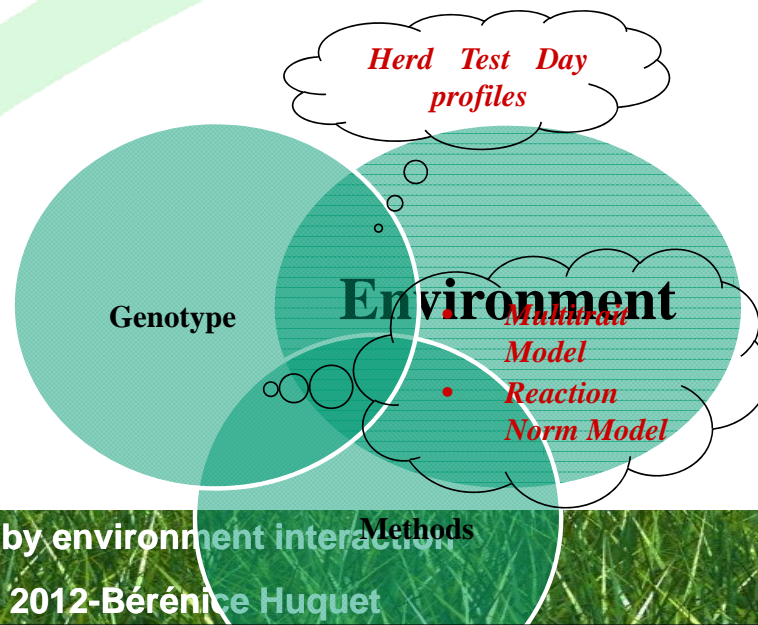 Herd Test Day
profiles
Environment
Genotype
• Multitrait
Model
• Reaction
Norm Model
Methods
by environment interaction
2012-Bérénice Huquet